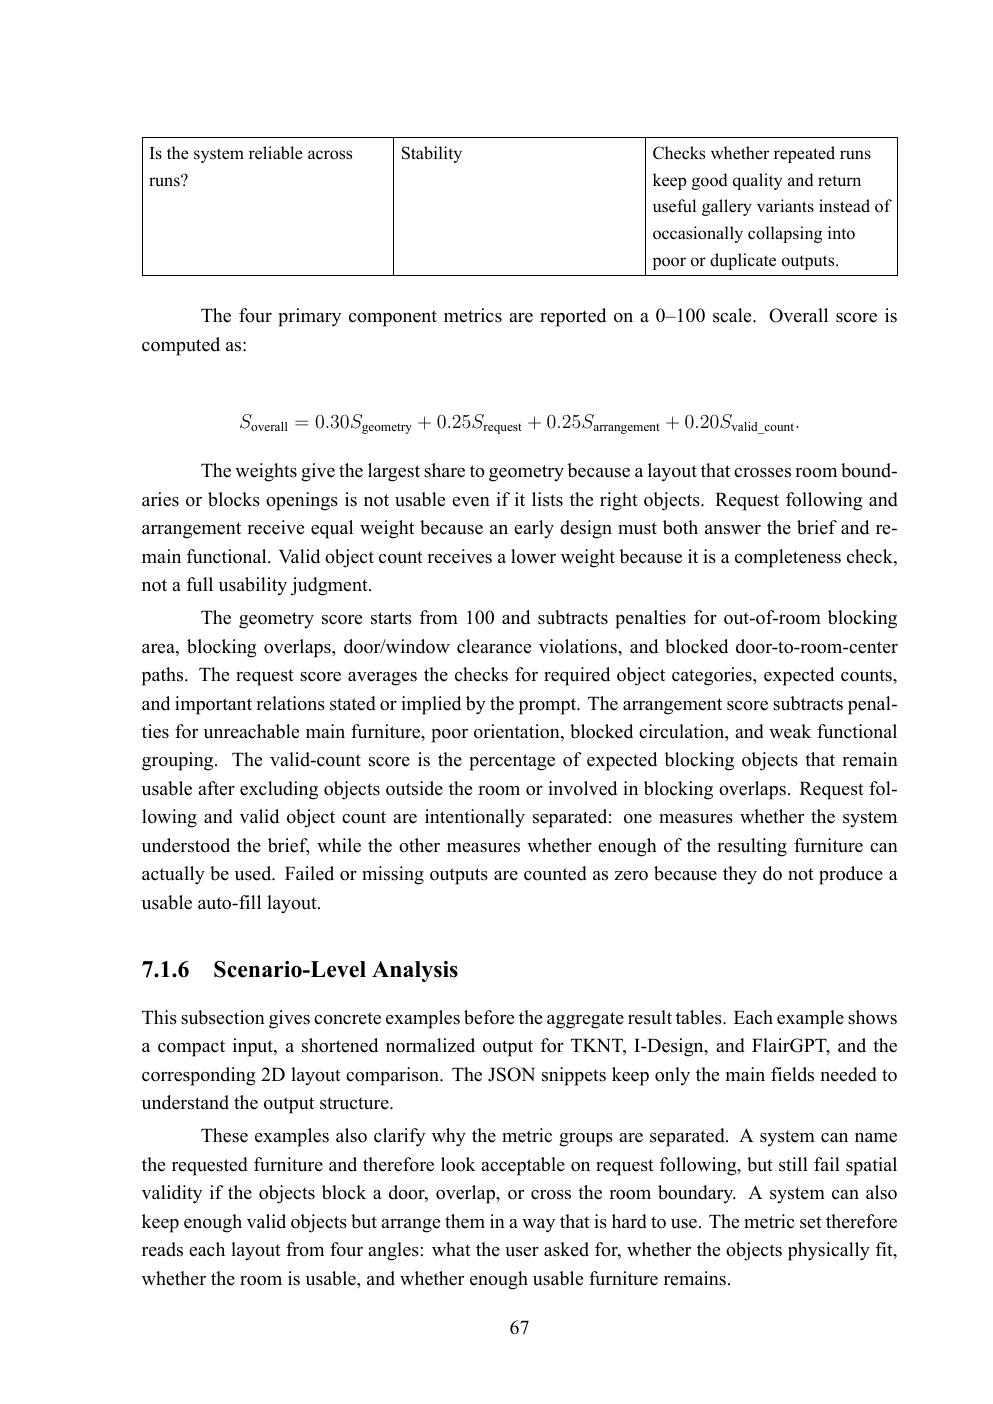 Is the system reliable across
runs?
Stability
Checks whether repeated runs
keep good quality and return
useful gallery variants instead of
occasionally collapsing into
poor or duplicate outputs.
The four primary component metrics are reported on a 0–100 scale. Overall score is
computed as:
S_overall = 0.30S_geometry + 0.25S_request + 0.25S_arrangement + 0.20S_valid_count.
The weights give the largest share to geometry because a layout that crosses room bound-
aries or blocks openings is not usable even if it lists the right objects. Request following and
arrangement receive equal weight because an early design must both answer the brief and re-
main functional. Valid object count receives a lower weight because it is a completeness check,
not a full usability judgment.
The geometry score starts from 100 and subtracts penalties for out-of-room blocking
area, blocking overlaps, door/window clearance violations, and blocked door-to-room-center
paths. The request score averages the checks for required object categories, expected counts,
and important relations stated or implied by the prompt. The arrangement score subtracts penal-
ties for unreachable main furniture, poor orientation, blocked circulation, and weak functional
grouping. The valid-count score is the percentage of expected blocking objects that remain
usable after excluding objects outside the room or involved in blocking overlaps. Request fol-
lowing and valid object count are intentionally separated: one measures whether the system
understood the brief, while the other measures whether enough of the resulting furniture can
actually be used. Failed or missing outputs are counted as zero because they do not produce a
usable auto-fill layout.
7.1.6 Scenario-Level Analysis
This subsection gives concrete examples before the aggregate result tables. Each example shows
a compact input, a shortened normalized output for TKNT, I-Design, and FlairGPT, and the
corresponding 2D layout comparison. The JSON snippets keep only the main fields needed to
understand the output structure.
These examples also clarify why the metric groups are separated. A system can name
the requested furniture and therefore look acceptable on request following, but still fail spatial
validity if the objects block a door, overlap, or cross the room boundary. A system can also
keep enough valid objects but arrange them in a way that is hard to use. The metric set therefore
reads each layout from four angles: what the user asked for, whether the objects physically fit,
whether the room is usable, and whether enough usable furniture remains.
67